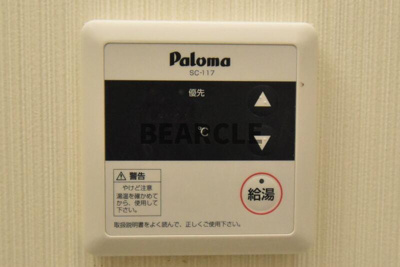 Paloma
SC-117
優先
BEARCLE
℃
⚠警告
やけど注意
湯温を確かめて
から、使用して
下さい。
給湯
取扱説明書をよく読んで、正しくご使用下さい。